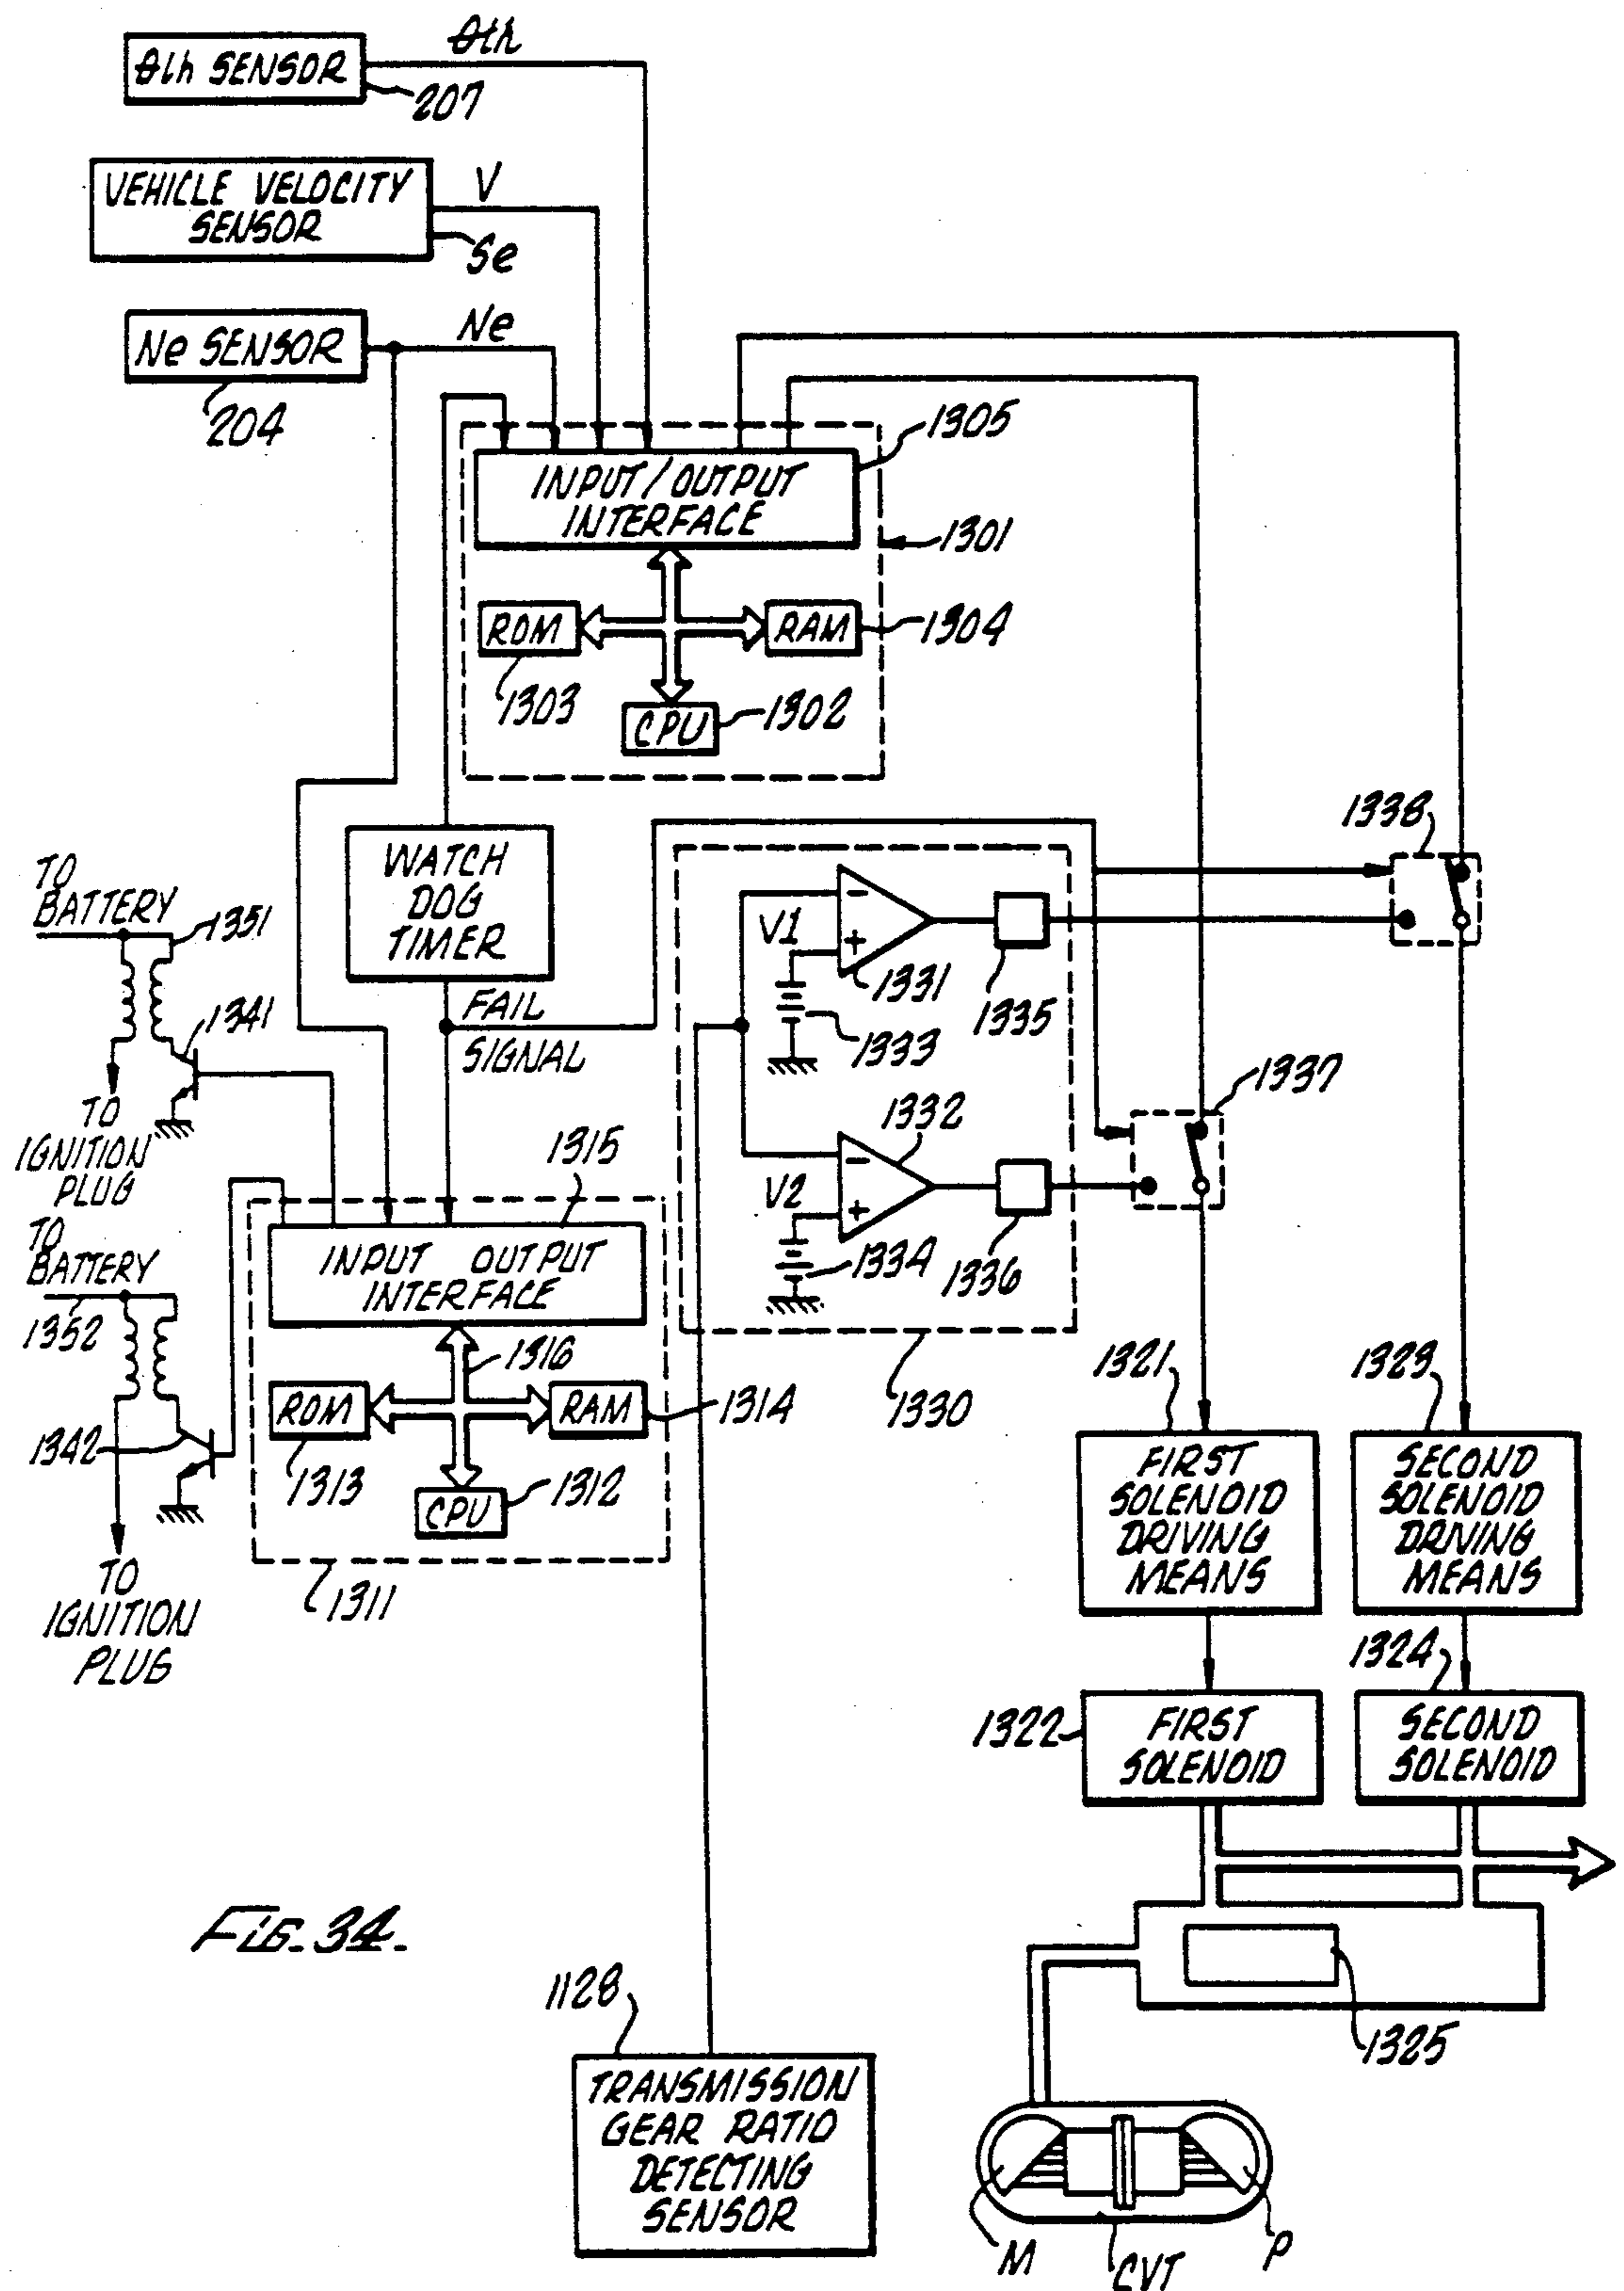 θth
θth SENSOR
207
VEHICLE VELOCITY
SENSOR
V
Se
Ne SENSOR
Ne
204
1305
INPUT/OUTPUT
INTERFACE
1301
ROM
RAM
1304
1303
CPU
1302
1338
WATCH
DOG
TIMER
TO
BATTERY
1351
V1
-
+
1331
1335
FAIL
SIGNAL
1333
1341
1337
TO
IGNITION
PLUG
1332
1315
-
V2
+
1334
1336
TO
BATTERY
INPUT OUTPUT
INTERFACE
1352
1316
1330
1321
1323
ROM
RAM
1314
1342
1313
CPU
1312
FIRST
SOLENOID
DRIVING
MEANS
SECOND
SOLENOID
DRIVING
MEANS
TO
IGNITION
PLUG
1311
1324
1322
FIRST
SOLENOID
SECOND
SOLENOID
FIG. 34.
1128
1325
TRANSMISSION
GEAR RATIO
DETECTING
SENSOR
M
CVT
P